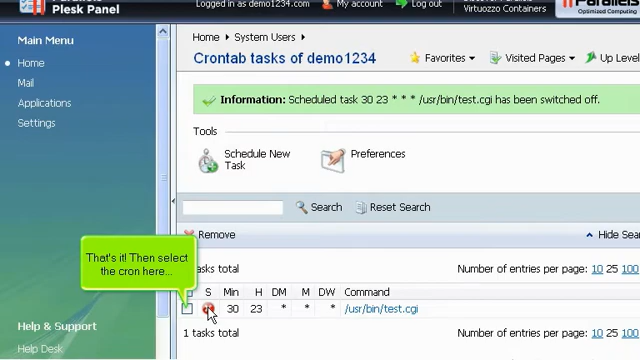 Plesk Panel
Logged in as demo1234.com
My account
Log out
Virtuozzo Containers
Parallels
Optimized Computing
Main Menu
Home
Mail
Applications
Settings
Help & Support
Help Desk
Home
System Users
Crontab tasks of demo1234
Favorites
Visited Pages
Up Level
Information: Scheduled task 30 23 * * * /usr/bin/test.cgi has been switched off.
Tools
Schedule New
Task
Preferences
Search
Reset Search
Remove
Hide Sear
That's it! Then select
the cron here...
asks total
Number of entries per page: 10 25 100
S Min H DM M DW Command
30 23 * * * /usr/bin/test.cgi
1 tasks total
Number of entries per page: 10 25 100